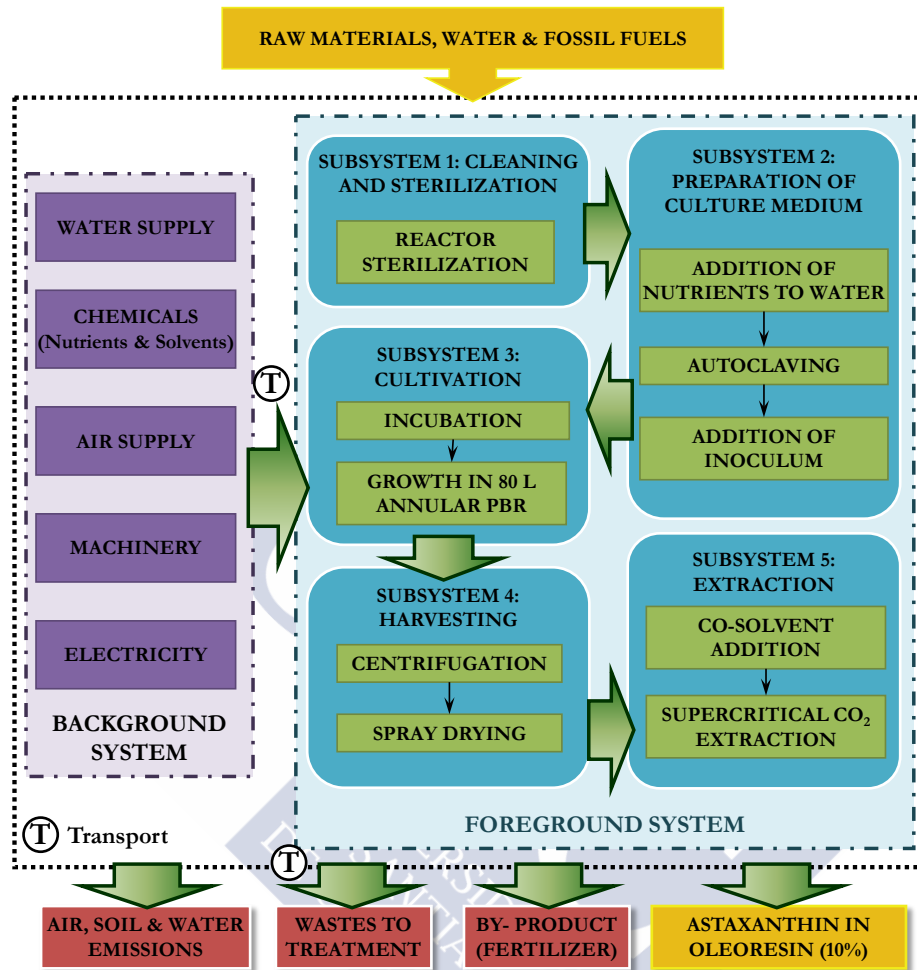 RAW MATERIALS, WATER & FOSSIL FUELS
SUBSYSTEM 1: CLEANING
AND STERILIZATION
REACTOR
STERILIZATION
SUBSYSTEM 2:
PREPARATION OF
CULTURE MEDIUM
ADDITION OF
NUTRIENTS TO WATER
AUTOCLAVING
ADDITION OF
INOCULUM
WATER SUPPLY
CHEMICALS
(Nutrients & Solvents)
AIR SUPPLY
MACHINERY
ELECTRICITY
BACKGROUND
SYSTEM
T
SUBSYSTEM 3:
CULTIVATION
INCUBATION
GROWTH IN 80 L
ANNULAR PBR
SUBSYSTEM 4:
HARVESTING
CENTRIFUGATION
SPRAY DRYING
SUBSYSTEM 5:
EXTRACTION
CO-SOLVENT
ADDITION
SUPERCRITICAL CO₂
EXTRACTION
FOREGROUND SYSTEM
T Transport
T
AIR, SOIL & WATER
EMISSIONS
WASTES TO
TREATMENT
BY- PRODUCT
(FERTILIZER)
ASTAXANTHIN IN
OLEORESIN (10%)